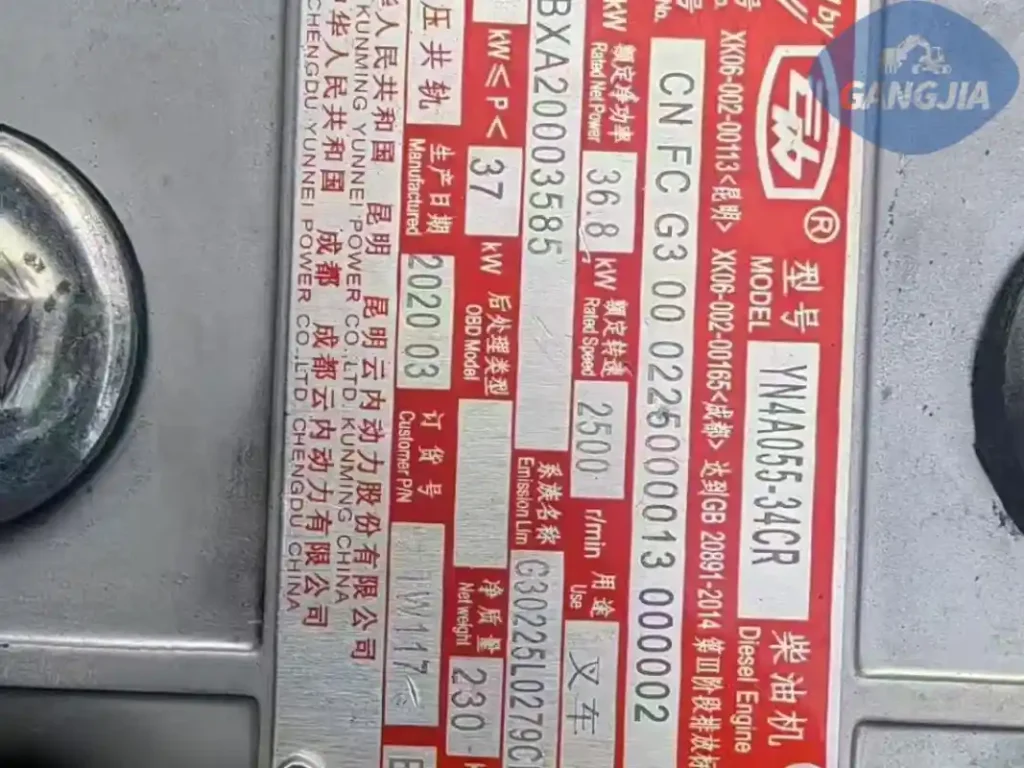 GANGJIA
by
®
型号 MODEL YN4A055-34CR 柴油机 Diesel Engine
XK06-002-00113<昆明> XK06-002-00165<成都> 达到GB 20891-2014 第Ⅲ阶段排放标
号 No. CN FC G3 00 0225000013 000002
kW 额定净功率 Rated Net Power 36.8 kW 额定转速 Rated Speed 2500 r/min 用途 Use 叉车
BXA20003585 系族名称 Emission Lim G30225L0279C
kW≤P< 37 kW 后处理类型 OBD Model 净质量 Net weight 230
压共轨 生产日期 Manufactured 2020 03 订货号 Customer P/N
人民共和国 昆明 昆明云内动力股份有限公司
KUNMING YUNNEI POWER CO.,LTD. KUNMING CHINA
中华人民共和国 成都 成都云内动力有限公司
CHENGDU YUNNEI POWER CO.,LTD. CHENGDU CHINA